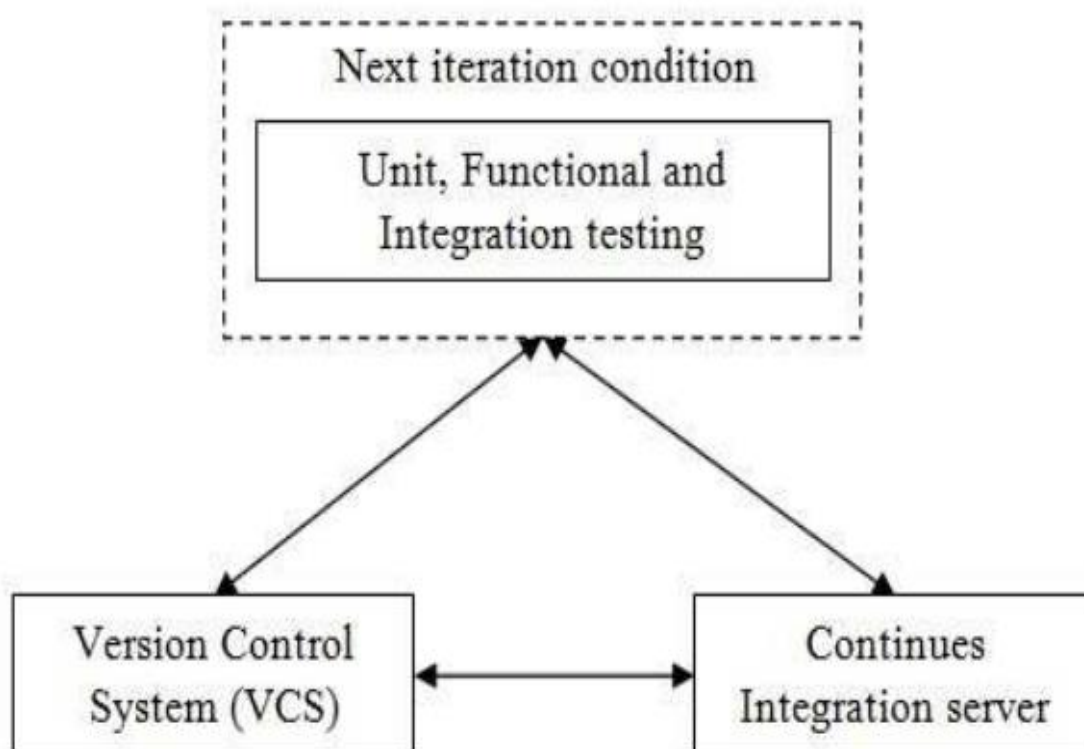 Next iteration condition
Unit, Functional and
Integration testing
Version Control
System (VCS)
Continues
Integration server